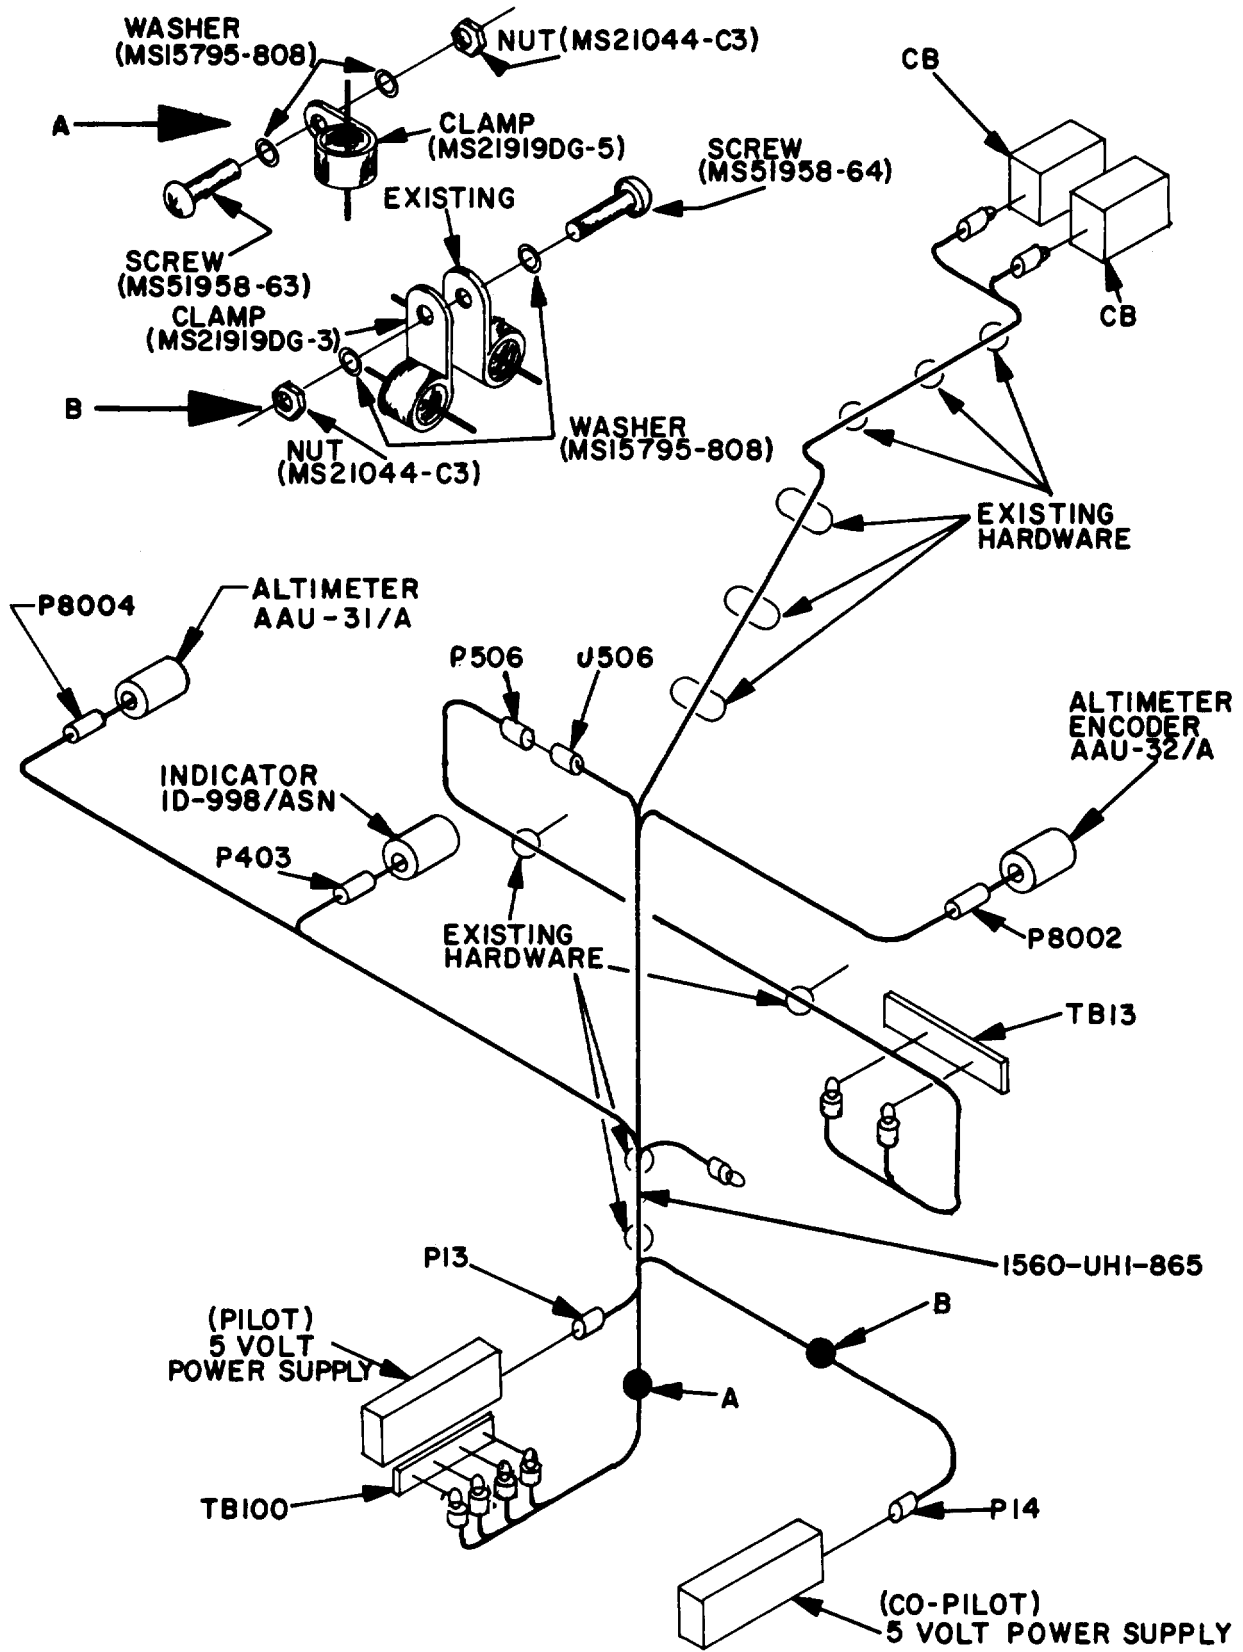 WASHER
(MS15795-808)
NUT(MS21044-C3)
A
CLAMP
(MS21919DG-5)
EXISTING
SCREW
(MS51958-64)
CB
SCREW
(MS51958-63)
CLAMP
(MS21919DG-3)
CB
B
NUT
(MS21044-C3)
WASHER
(MS15795-808)
EXISTING
HARDWARE
P8004
ALTIMETER
AAU-31/A
P506
J506
ALTIMETER
ENCODER
AAU-32/A
INDICATOR
ID-998/ASN
P403
EXISTING
HARDWARE
P8002
TB13
P13
1560-UH1-865
(PILOT)
5 VOLT
POWER SUPPLY
B
A
TB100
P14
(CO-PILOT)
5 VOLT POWER SUPPLY